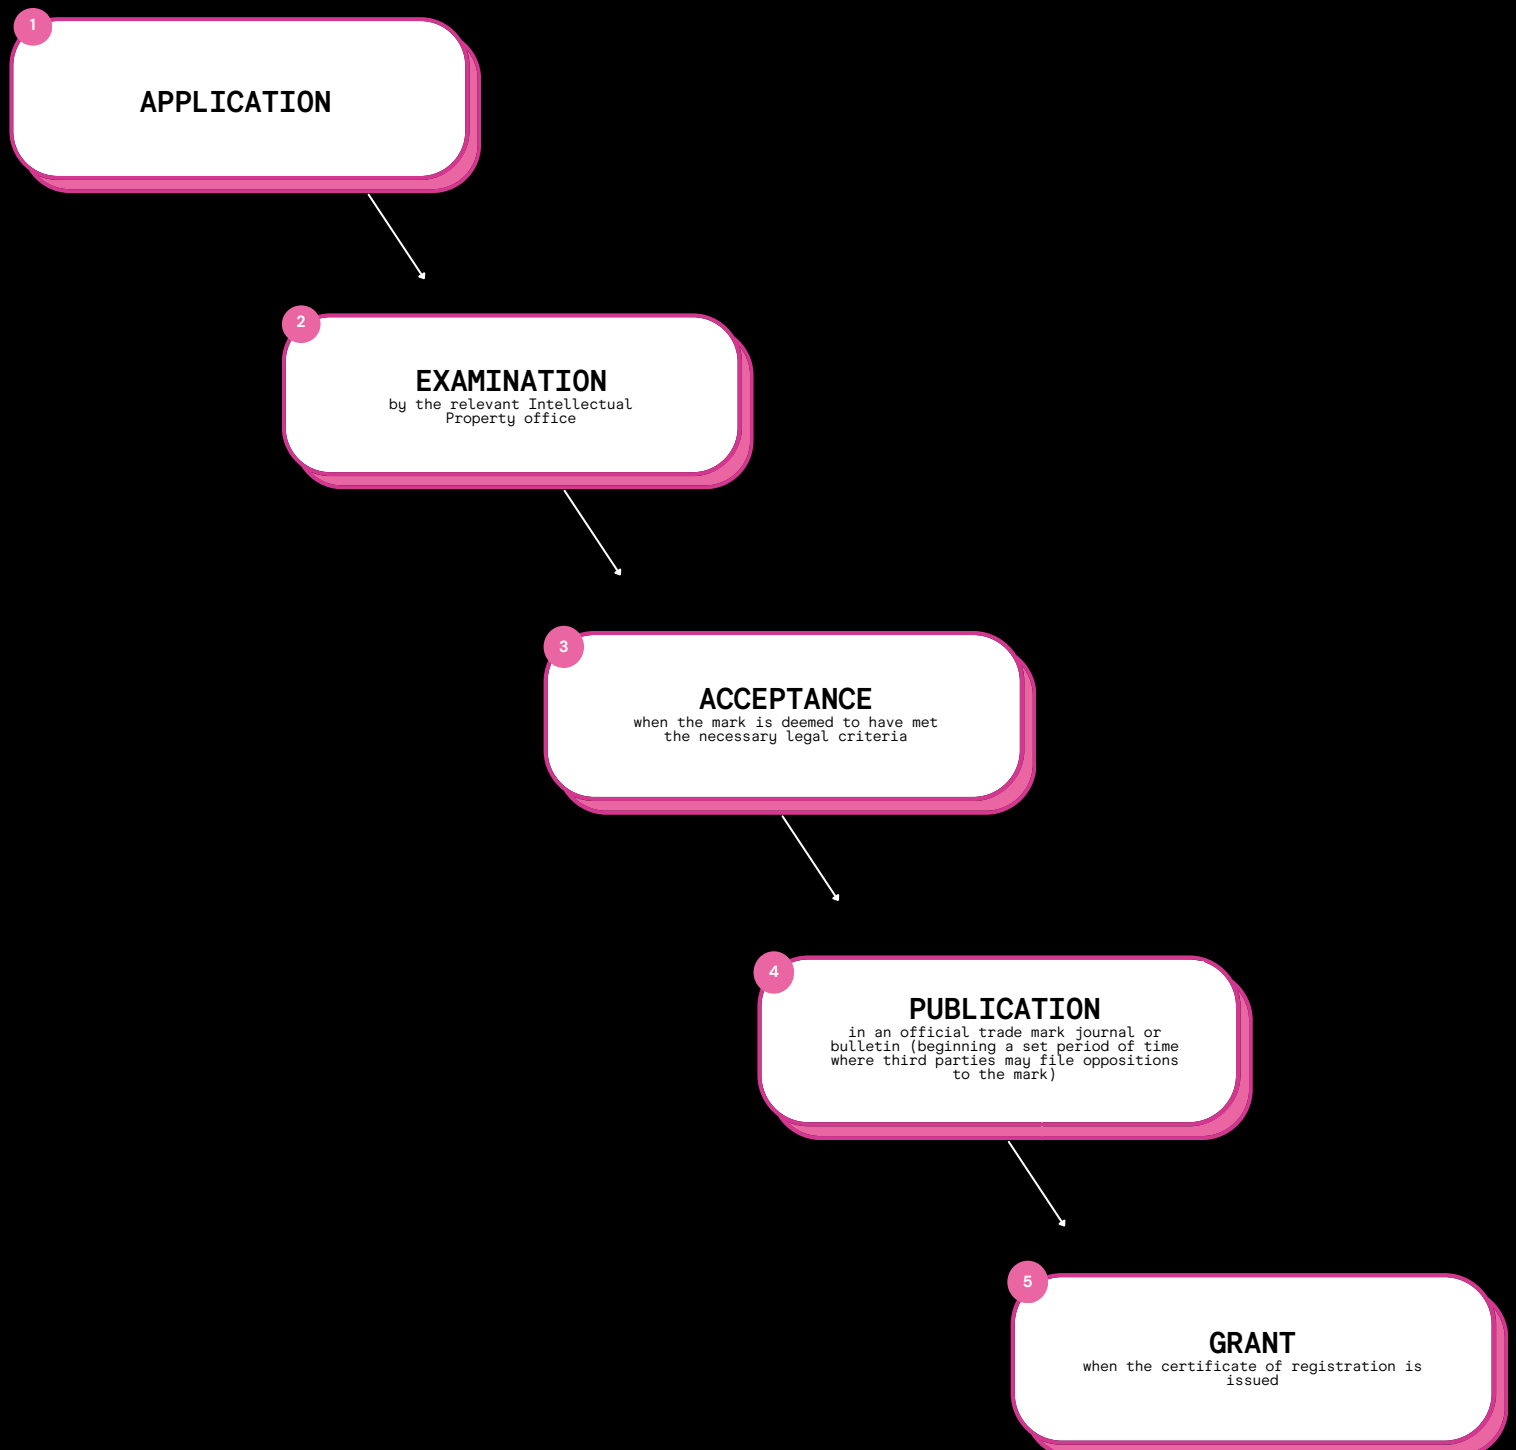 1
APPLICATION
2
EXAMINATION
by the relevant Intellectual
Property office
3
ACCEPTANCE
when the mark is deemed to have met
the necessary legal criteria
4
PUBLICATION
in an official trade mark journal or
bulletin (beginning a set period of time
where third parties may file oppositions
to the mark)
5
GRANT
when the certificate of registration is
issued